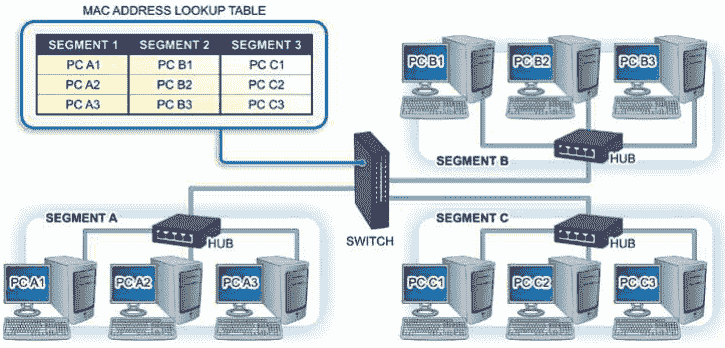 MAC ADDRESS LOOKUP TABLE
SEGMENT 1 SEGMENT 2 SEGMENT 3
PC A1 PC B1 PC C1
PC A2 PC B2 PC C2
PC A3 PC B3 PC C3
PC B1 PC B2 PC B3
HUB
SEGMENT B
SWITCH
SEGMENT A
HUB
PC A1 PC A2 PC A3
SEGMENT C
HUB
PC C1 PC C2 PC C3